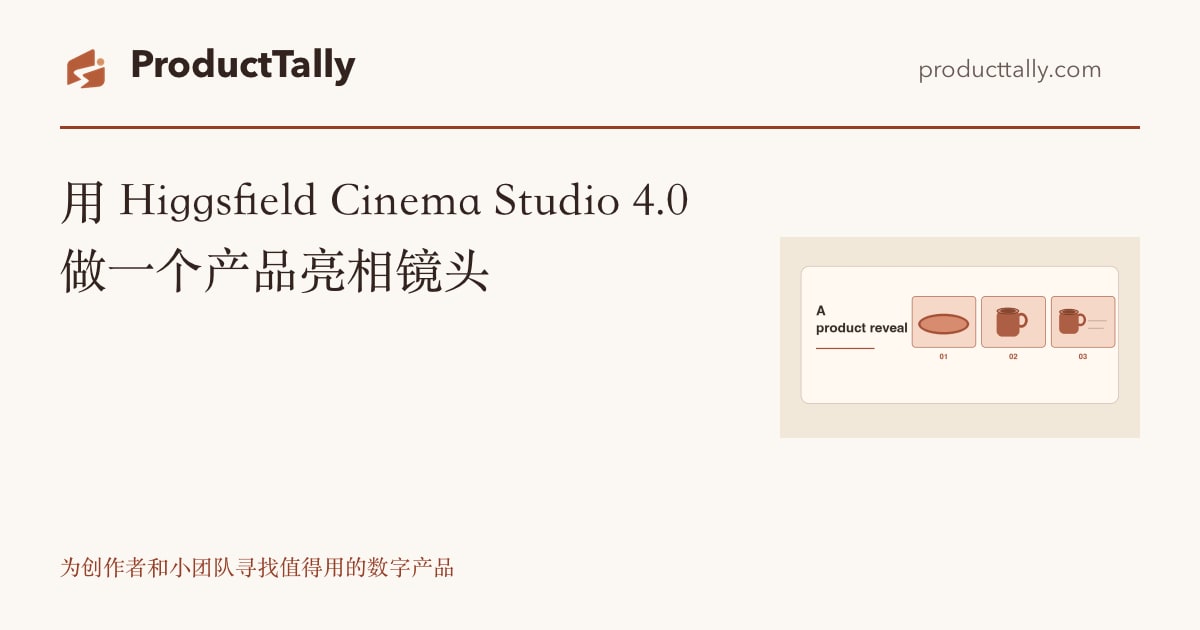 ProductTally
producttally.com
用 Higgsfield Cinema Studio 4.0
做一个产品亮相镜头
A
product reveal
01
02
03
为创作者和小团队寻找值得用的数字产品